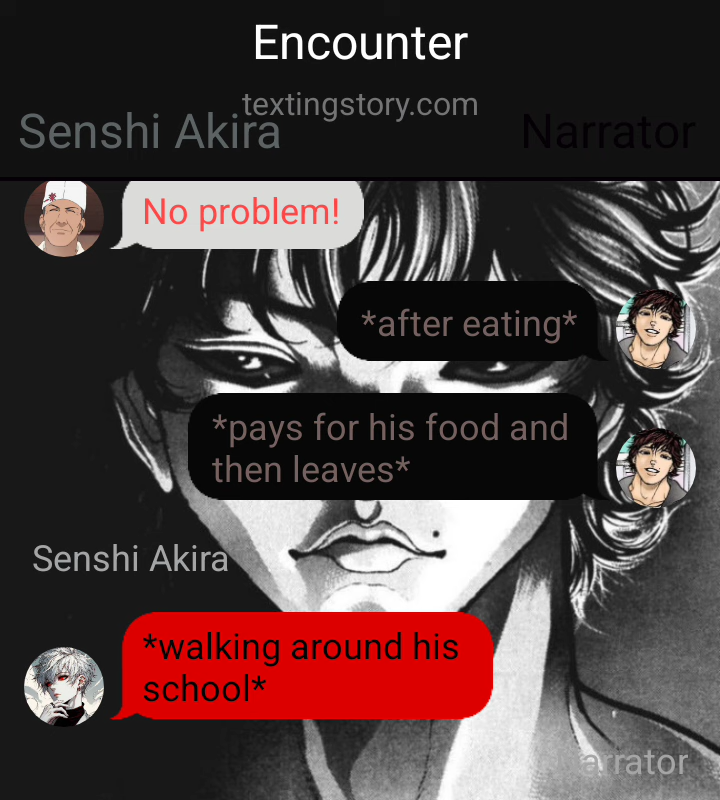 Encounter
textingstory.com
Senshi Akira
Narrator
No problem!
*after eating*
*pays for his food and
then leaves*
Senshi Akira
*walking around his
school*
arrator